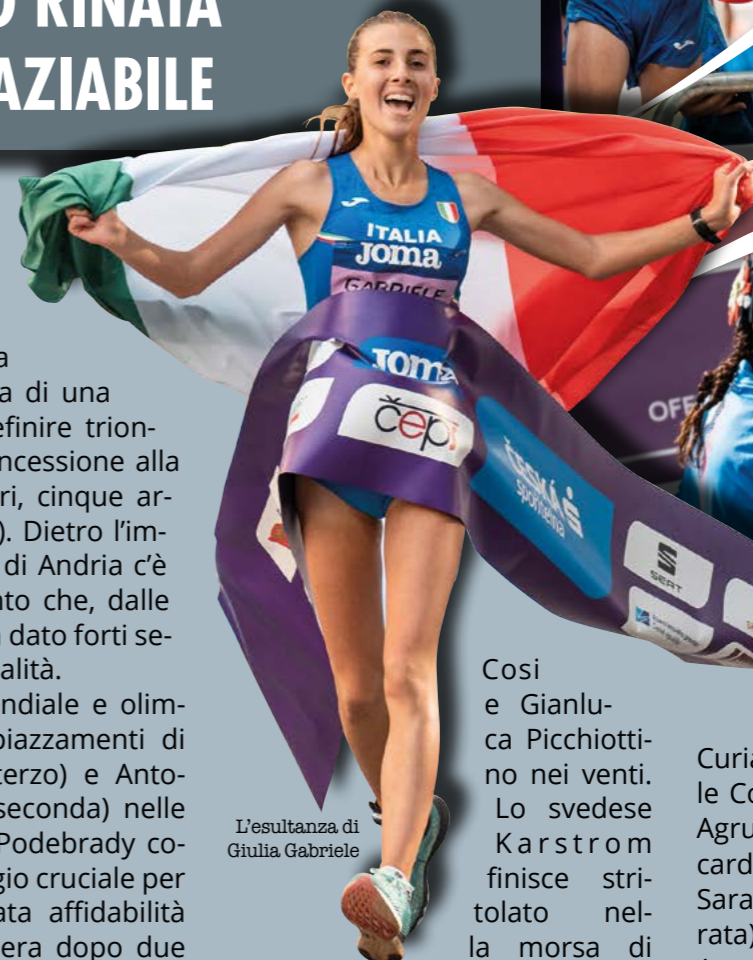 RINATA
AZIABILE
ITALIA
Joma
GABRIELE
Joma
čeps
ČESKÁ
spořitelna
SEAT
OFF
a
a di una
efinire trion-
ncessione alla
ri, cinque ar-
). Dietro l’im-
di Andria c’è
nto che, dalle
dato forti se-
alità.
ndiale e olim-
piazzamenti di
terzo) e Anto-
seconda) nelle
Podebrady co-
gio cruciale per
ata affidabilità
era dopo due
L’esultanza di
Giulia Gabriele
Cosi
e Gianlu-
ca Picchiotti-
no nei venti.
Lo svedese
Karstrom
finisce stri-
tolato nel-
la morsa di
Curia
le Co
Agru
card
Sara
rata)